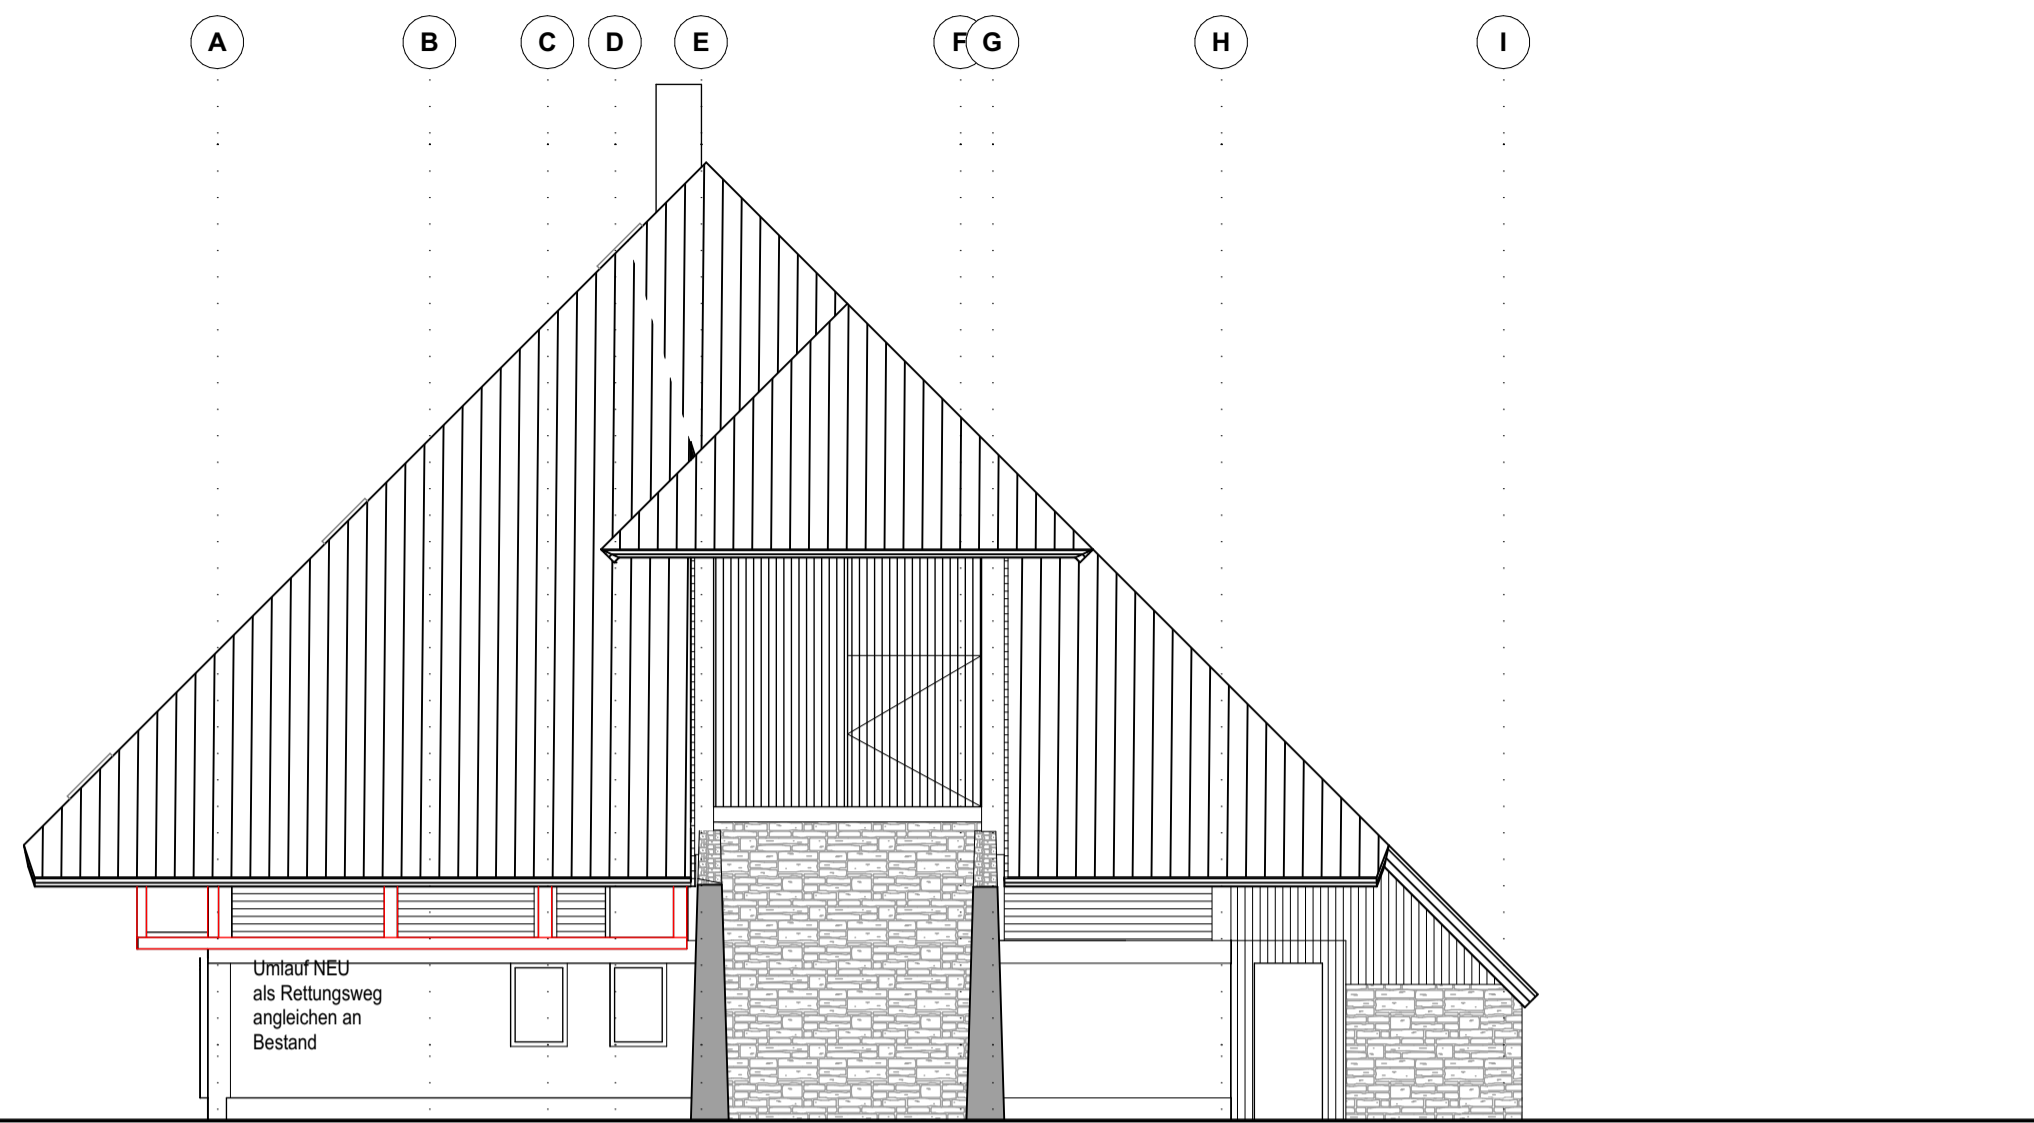 A B C D E F G H I
Umlauf NEU
als Rettungsweg
angleichen an
Bestand